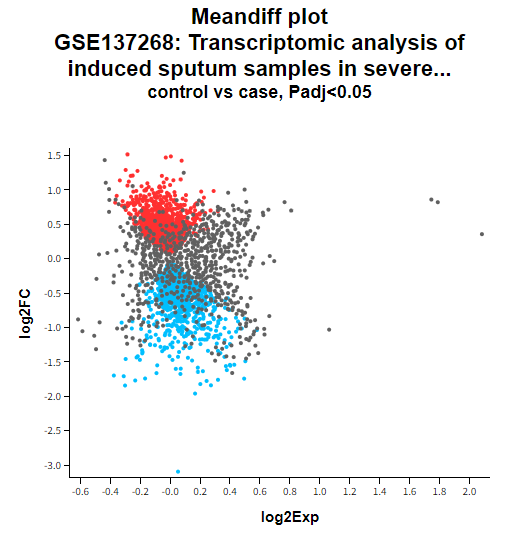 Meandiff plot
GSE137268: Transcriptomic analysis of
induced sputum samples in severe...
control vs case, Padj<0.05
1.5
1.0
0.5
0.0
-0.5
-1.0
-1.5
-2.0
-2.5
-3.0
log2FC
-0.6 -0.4 -0.2 -0.0 0.2 0.4 0.6 0.8 1.0 1.2 1.4 1.6 1.8 2.0
log2Exp